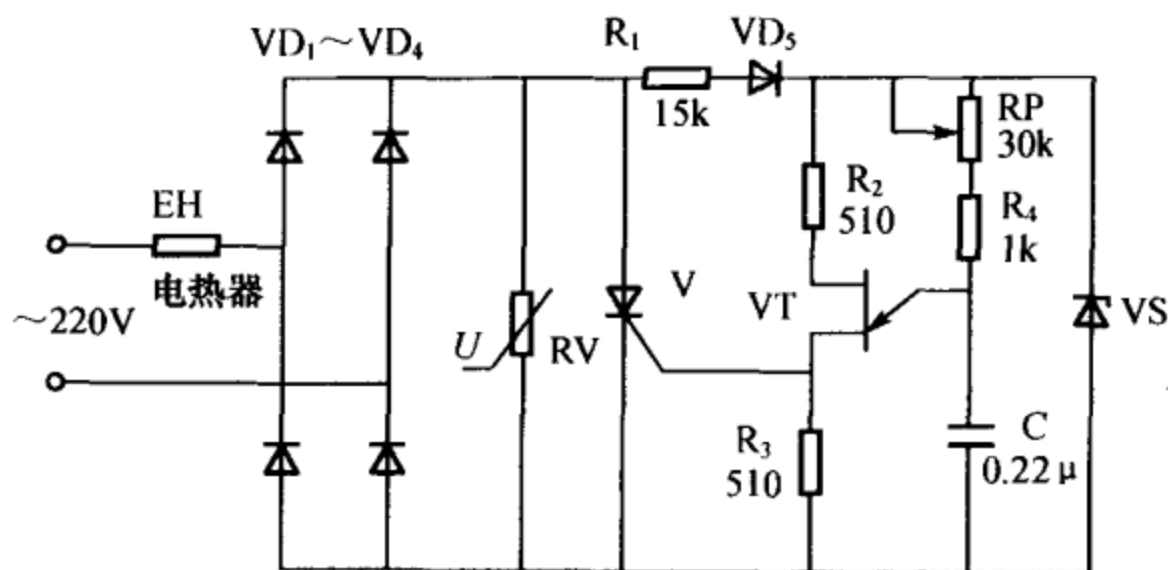 VD₁～VD₄
R₁
VD₅
15k
RP
30k
R₂
510
R₄
1k
EH
电热器
～220V
U
RV
V
VT
VS
R₃
510
C
0.22μ